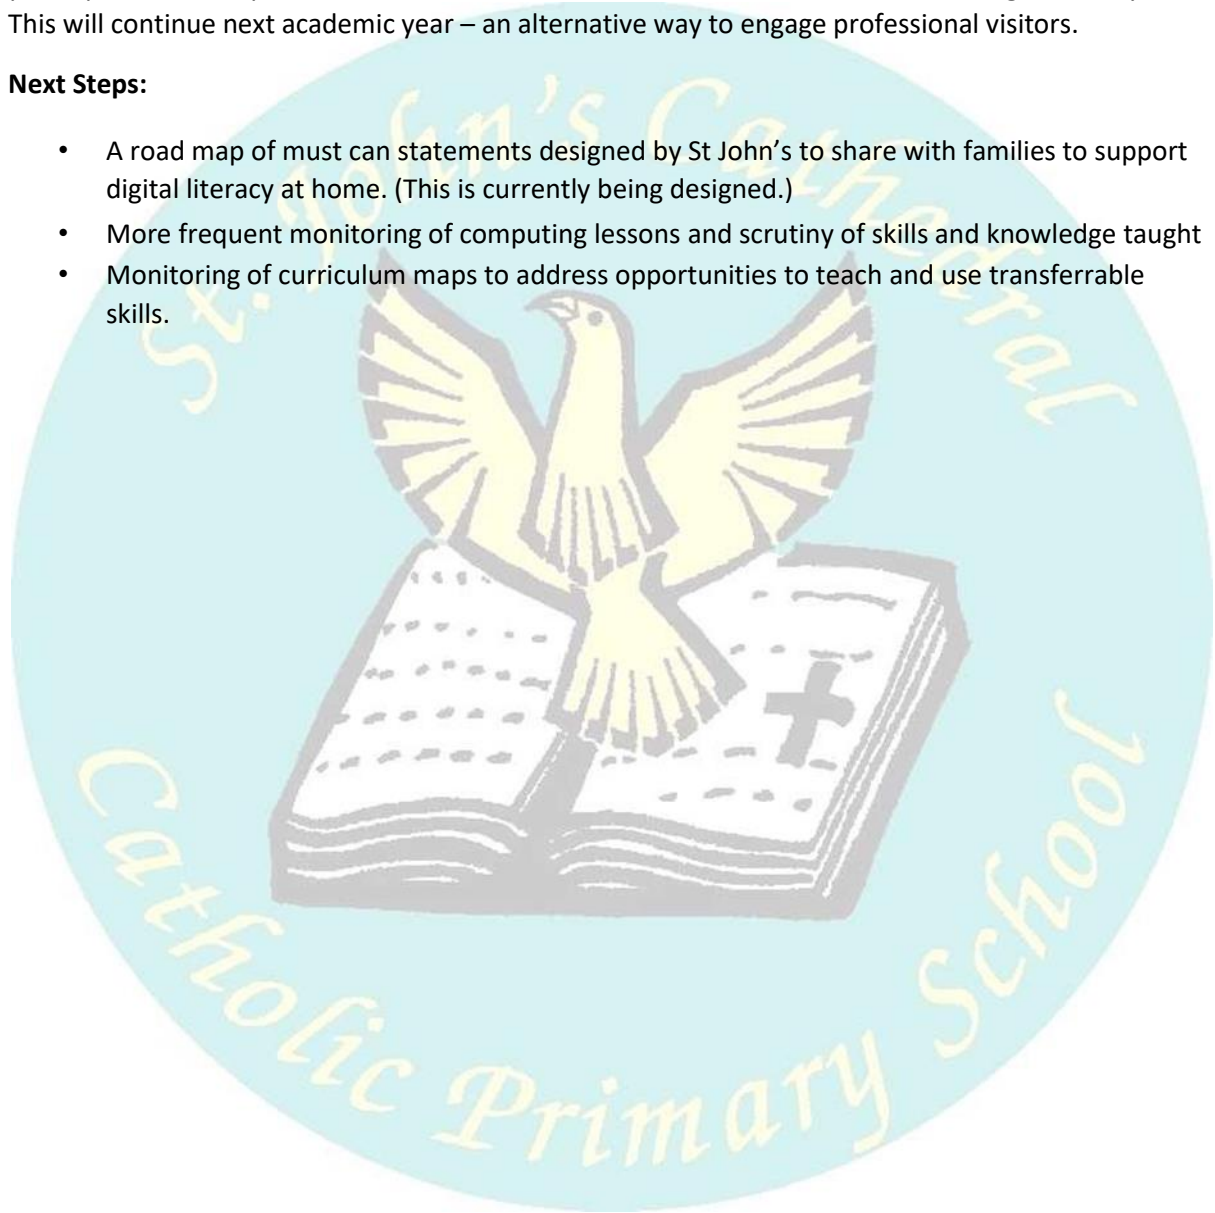 This will continue next academic year – an alternative way to engage professional visitors.
Next Steps:
• A road map of must can statements designed by St John’s to share with families to support
digital literacy at home. (This is currently being designed.)
• More frequent monitoring of computing lessons and scrutiny of skills and knowledge taught
• Monitoring of curriculum maps to address opportunities to teach and use transferrable
skills.
St. John's Cathedral
Catholic Primary School